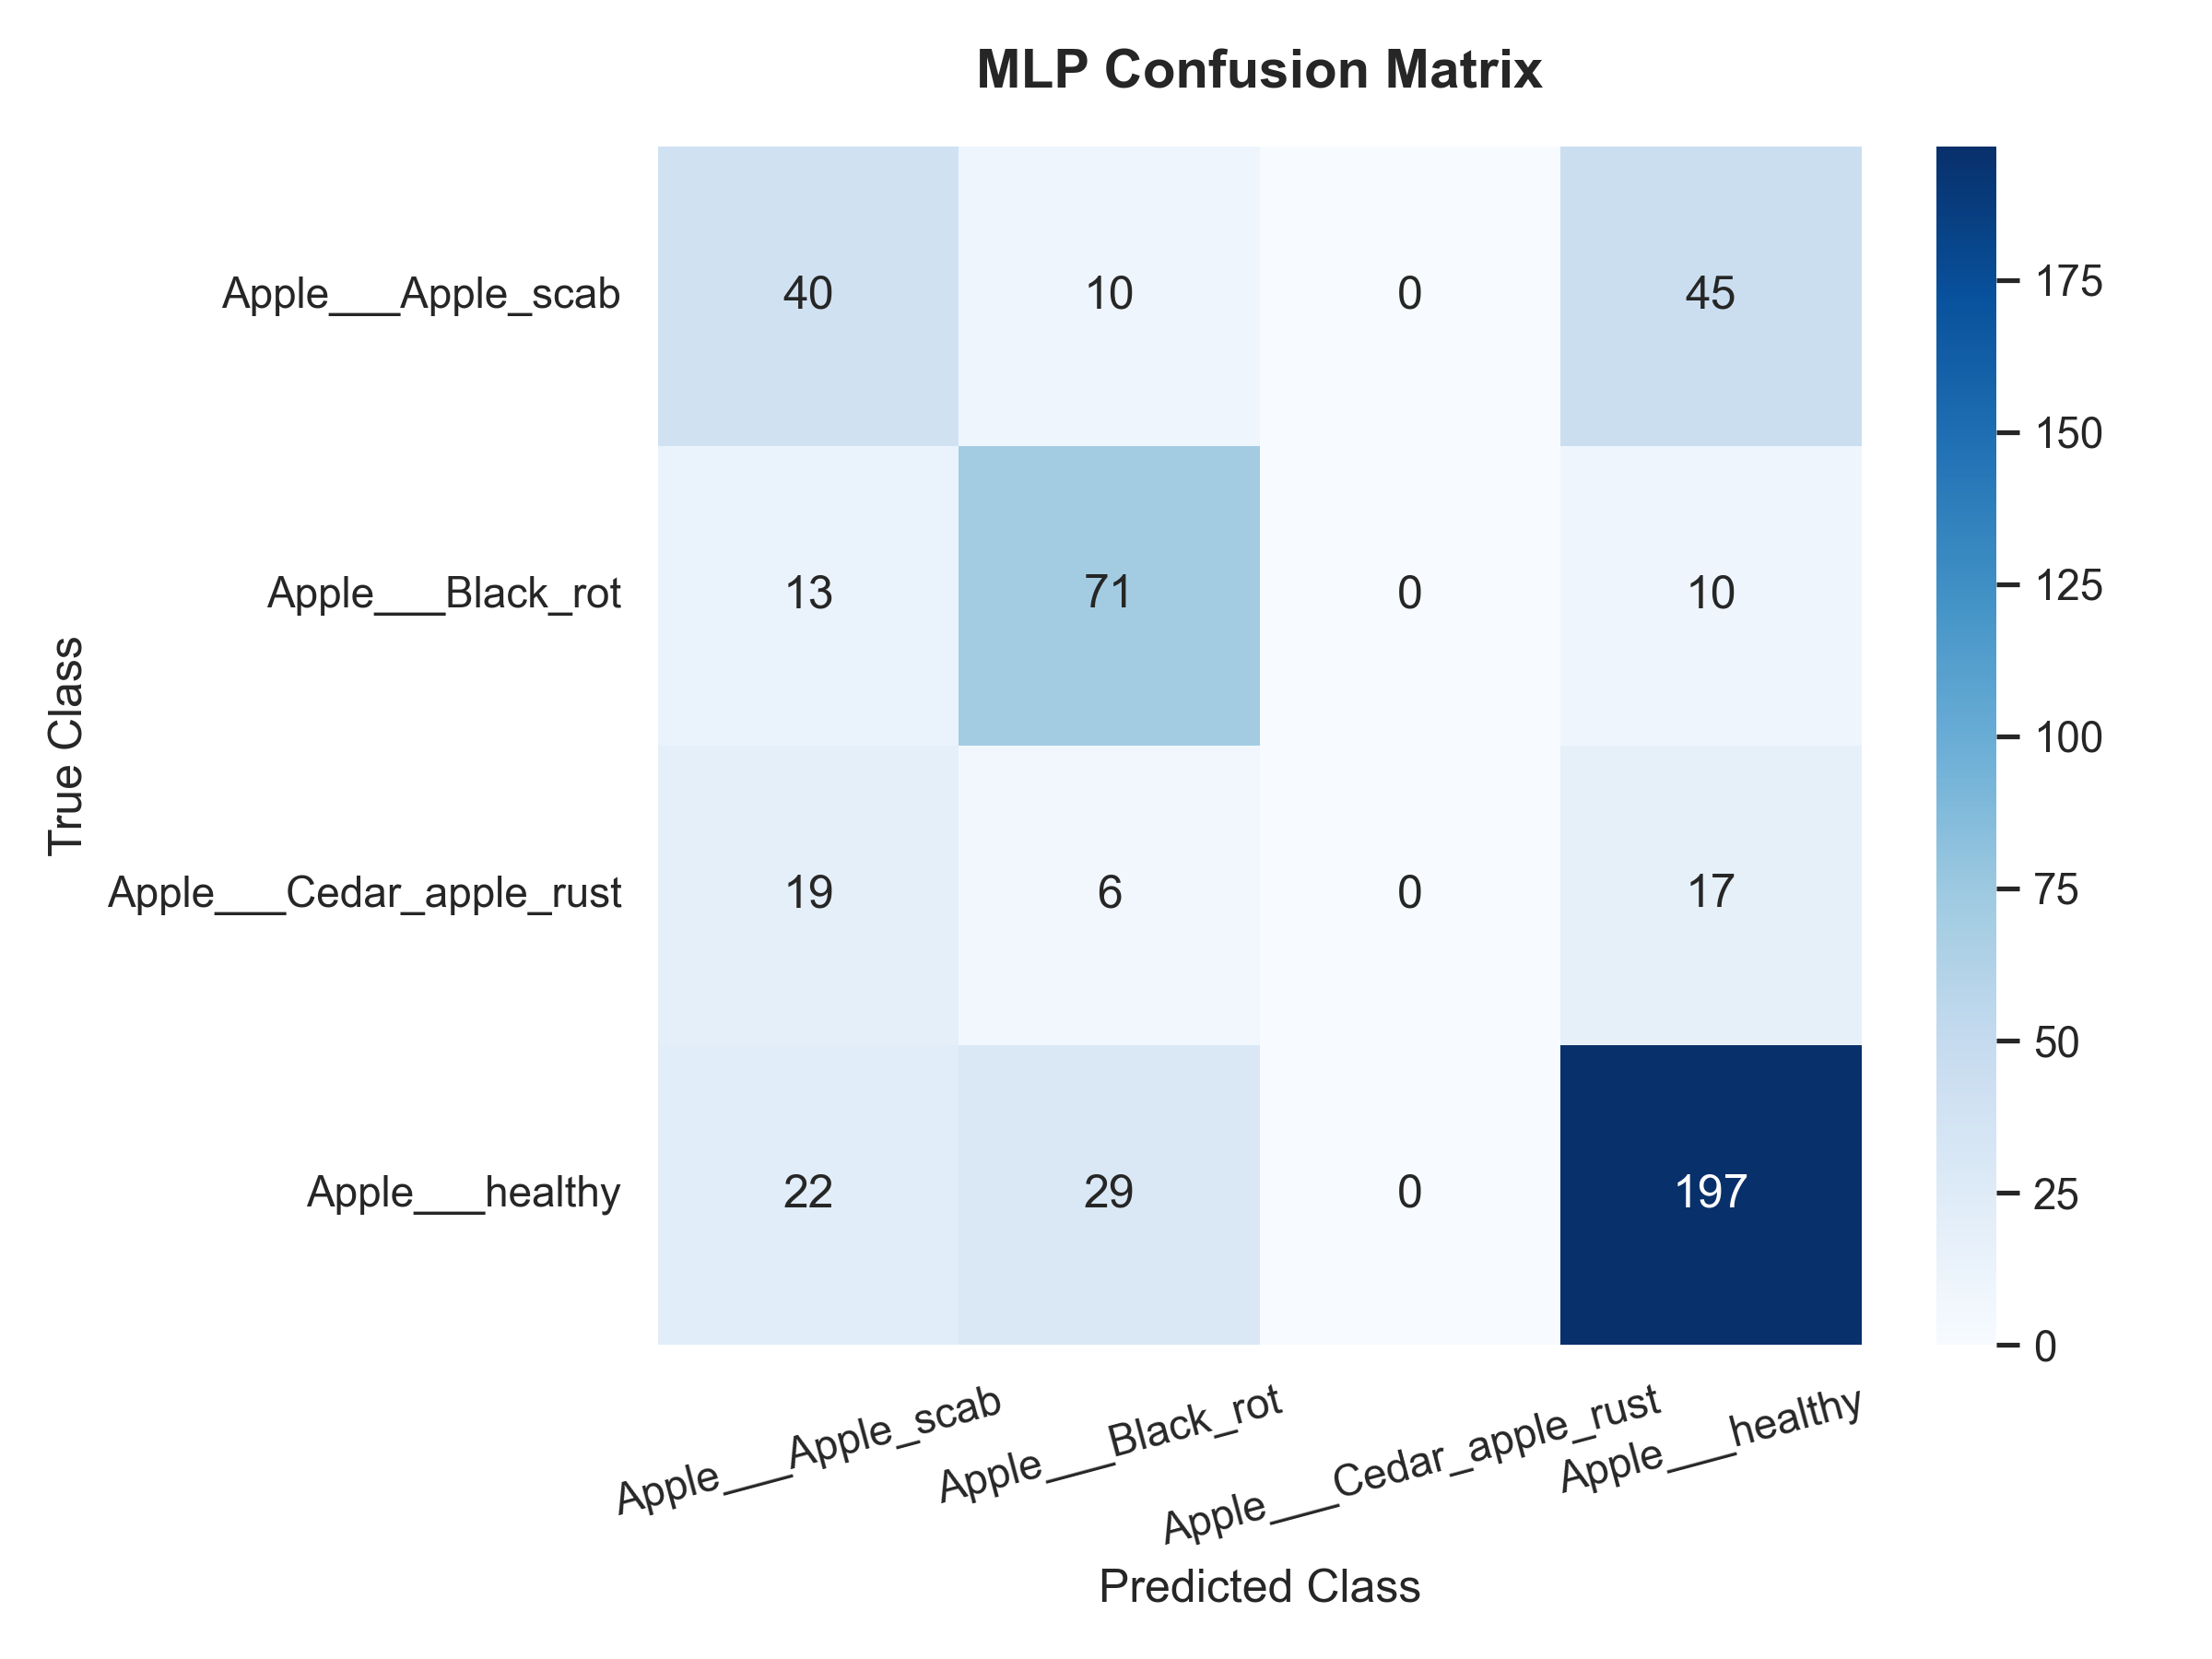 MLP Confusion Matrix
True Class
Apple___Apple_scab 40 10 0 45
Apple___Black_rot 13 71 0 10
Apple___Cedar_apple_rust 19 6 0 17
Apple___healthy 22 29 0 197
Apple___Apple_scab Apple___Black_rot Apple___Cedar_apple_rust Apple___healthy
Predicted Class
175
150
125
100
75
50
25
0